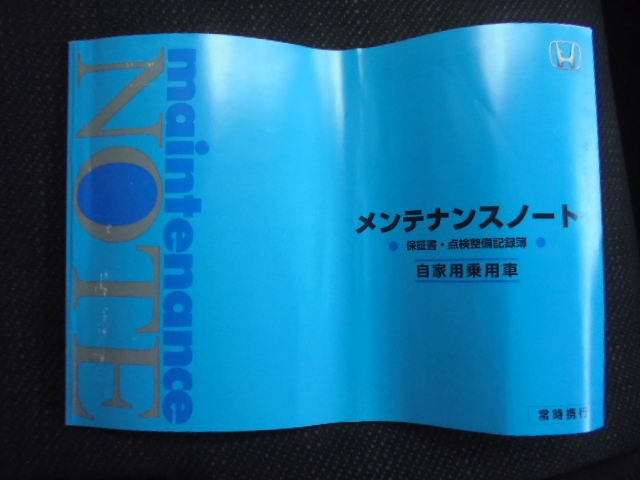 maintenance
NOTE
メンテナンスノート
保証書・点検整備記録簿
自家用乗用車
常時携行